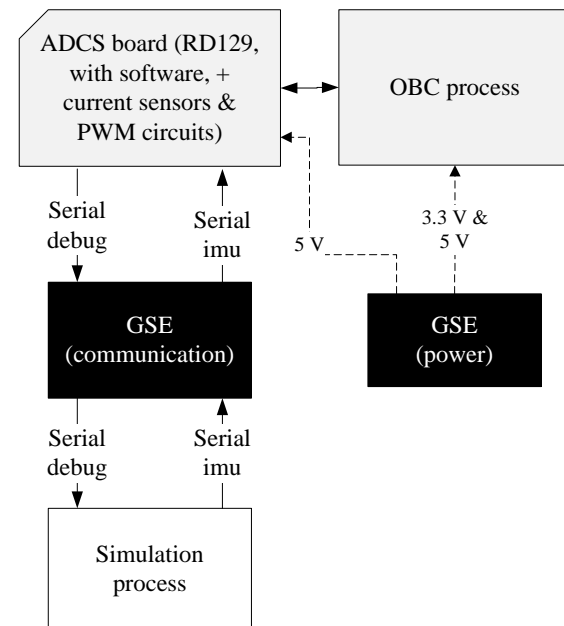 ADCS board (RD129,
with software, +
current sensors &
PWM circuits)
OBC process
Serial
debug
Serial
imu
5 V
3.3 V &
5 V
GSE
(communication)
GSE
(power)
Serial
debug
Serial
imu
Simulation
process